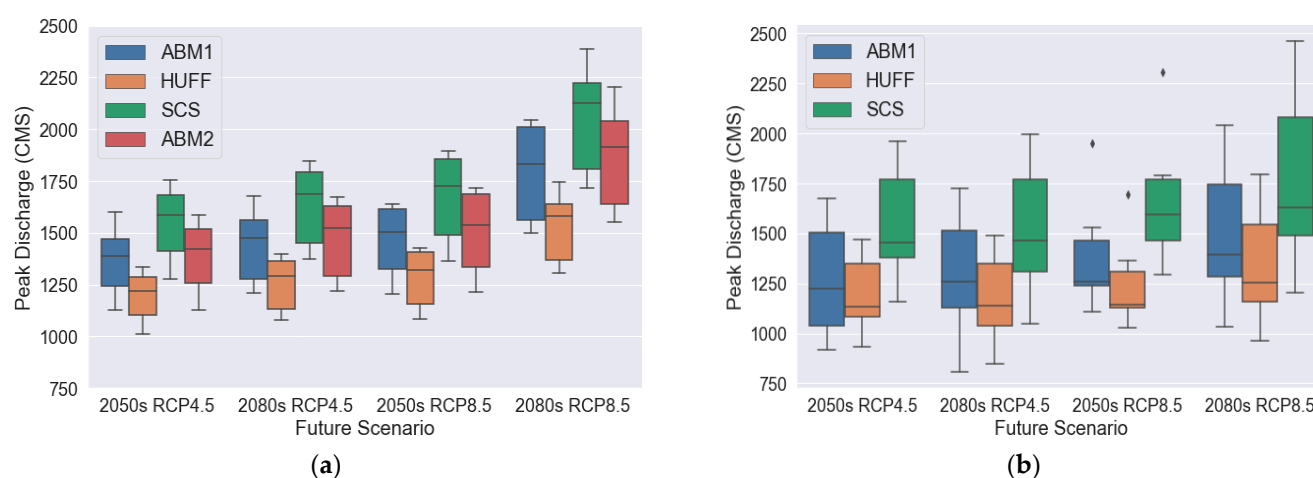 2500
2250
2000
1750
1500
1250
1000
750
Peak Discharge (CMS)
ABM1
HUFF
SCS
ABM2
2050s RCP4.5 2080s RCP4.5 2050s RCP8.5 2080s RCP8.5
Future Scenario
(a)
2500
2250
2000
1750
1500
1250
1000
750
Peak Discharge (CMS)
ABM1
HUFF
SCS
2050s RCP4.5 2080s RCP4.5 2050s RCP8.5 2080s RCP8.5
Future Scenario
(b)